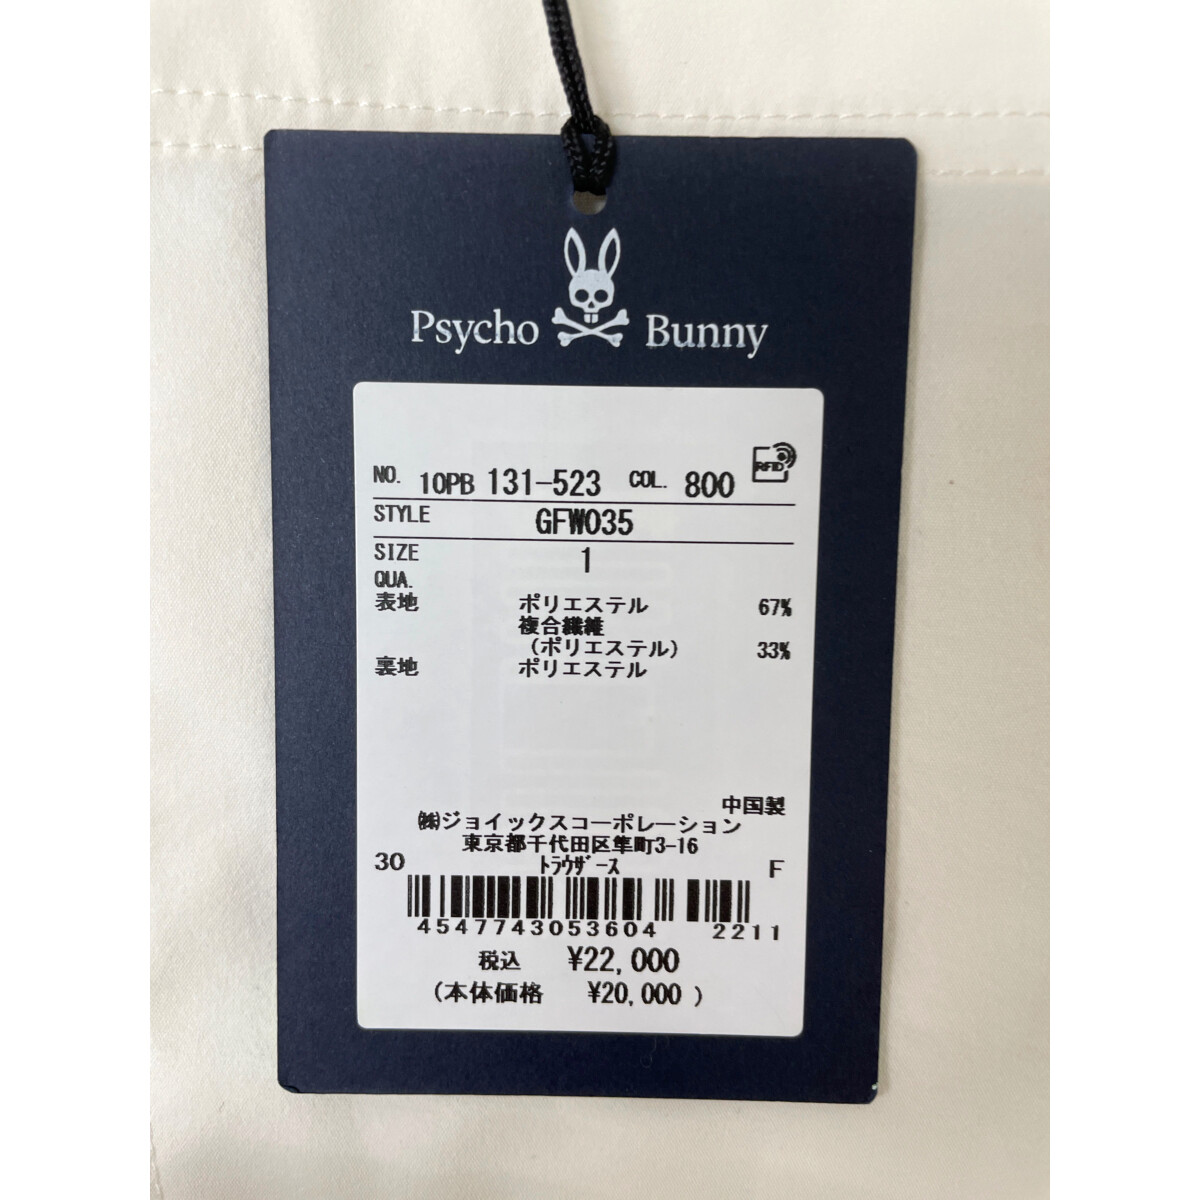 Psycho Bunny
RFID
NO. 10PB 131-523 COL. 800
STYLE GFW035
SIZE 1
QUA.
表地 ポリエステル 67%
複合繊維
(ポリエステル) 33%
裏地 ポリエステル
中国製
㈱ジョイックスコーポレーション
東京都千代田区隼町3-16
30 ﾄﾗｳｻﾞｰｽ F
4547743053604 2211
税込 ¥22,000
(本体価格 ¥20,000 )